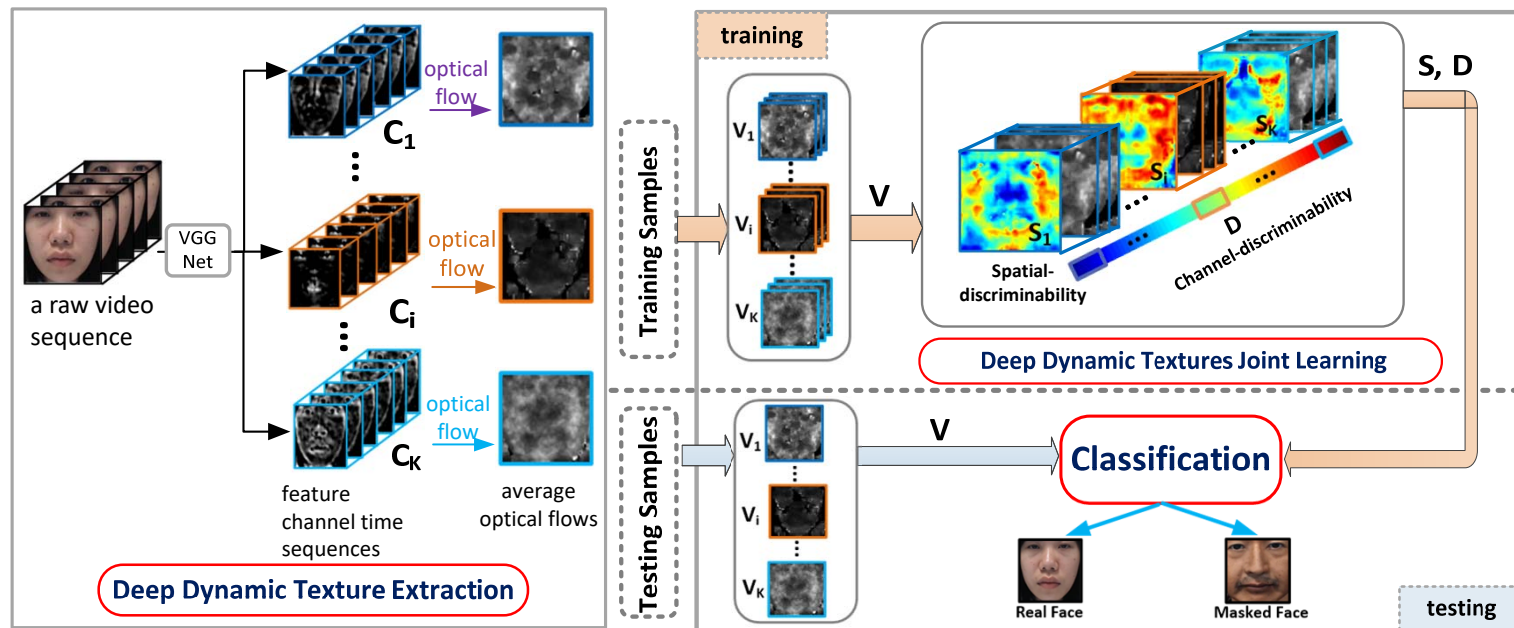 a raw video
sequence
VGG
Net
C1
Ci
CK
optical
flow
optical
flow
optical
flow
feature
channel time
sequences
average
optical flows
Deep Dynamic Texture Extraction
Training Samples
Testing Samples
training
V1
Vi
VK
V
S1
Si
SK
D
Spatial-
discriminability
Channel-discriminability
S, D
Deep Dynamic Textures Joint Learning
V1
Vi
VK
V
Classification
Real Face
Masked Face
testing